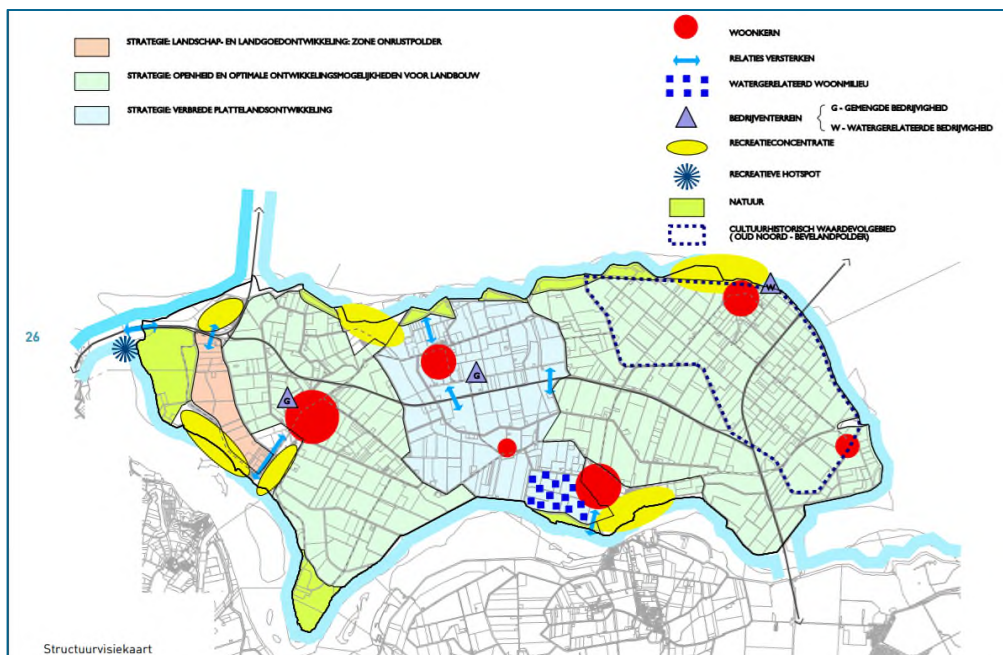 STRATEGIE: LANDSCHAP- EN LANDGOEDONTWIKKELING: ZONE ONRUSTPOLDER
STRATEGIE: OPENHEID EN OPTIMALE ONTWIKKELINGSMOGELIJKHEDEN VOOR LANDBOUW
STRATEGIE: VERBREDE PLATTELANDSONTWIKKELING
WOONKERN
RELATIES VERSTERKEN
WATERGERELATEERD WOONMILIEU
BEDRIJVENTERREIN
G - GEMENGDE BEDRIJVIGHEID
W - WATERGERELATEERDE BEDRIJVIGHEID
RECREATIECONCENTRATIE
RECREATIEVE HOTSPOT
NATUUR
CULTUURHISTORISCH WAARDEVOLGEBIED
( OUD NOORD - BEVELANDPOLDER)
W
26
G
G
Structuurvisiekaart